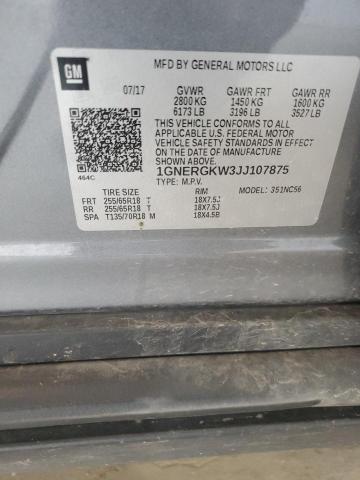 GM
MFD BY GENERAL MOTORS LLC
07/17 GVWR GAWR FRT GAWR RR
2800 KG 1450 KG 1600 KG
6173 LB 3196 LB 3527 LB
THIS VEHICLE CONFORMS TO ALL
APPLICABLE U.S. FEDERAL MOTOR
VEHICLE SAFETY AND THEFT
PREVENTION STANDARDS IN EFFECT
ON THE DATE OF MANUFACTURE
SHOWN ABOVE.
1GNERGKW3JJ107875
464C TYPE: M.P.V. MODEL: 351NC56
TIRE SIZE RIM
FRT 255/65R18 T 18X7.5J
RR 255/65R18 T 18X7.5J
SPA T135/70R18 M 18X4.5B